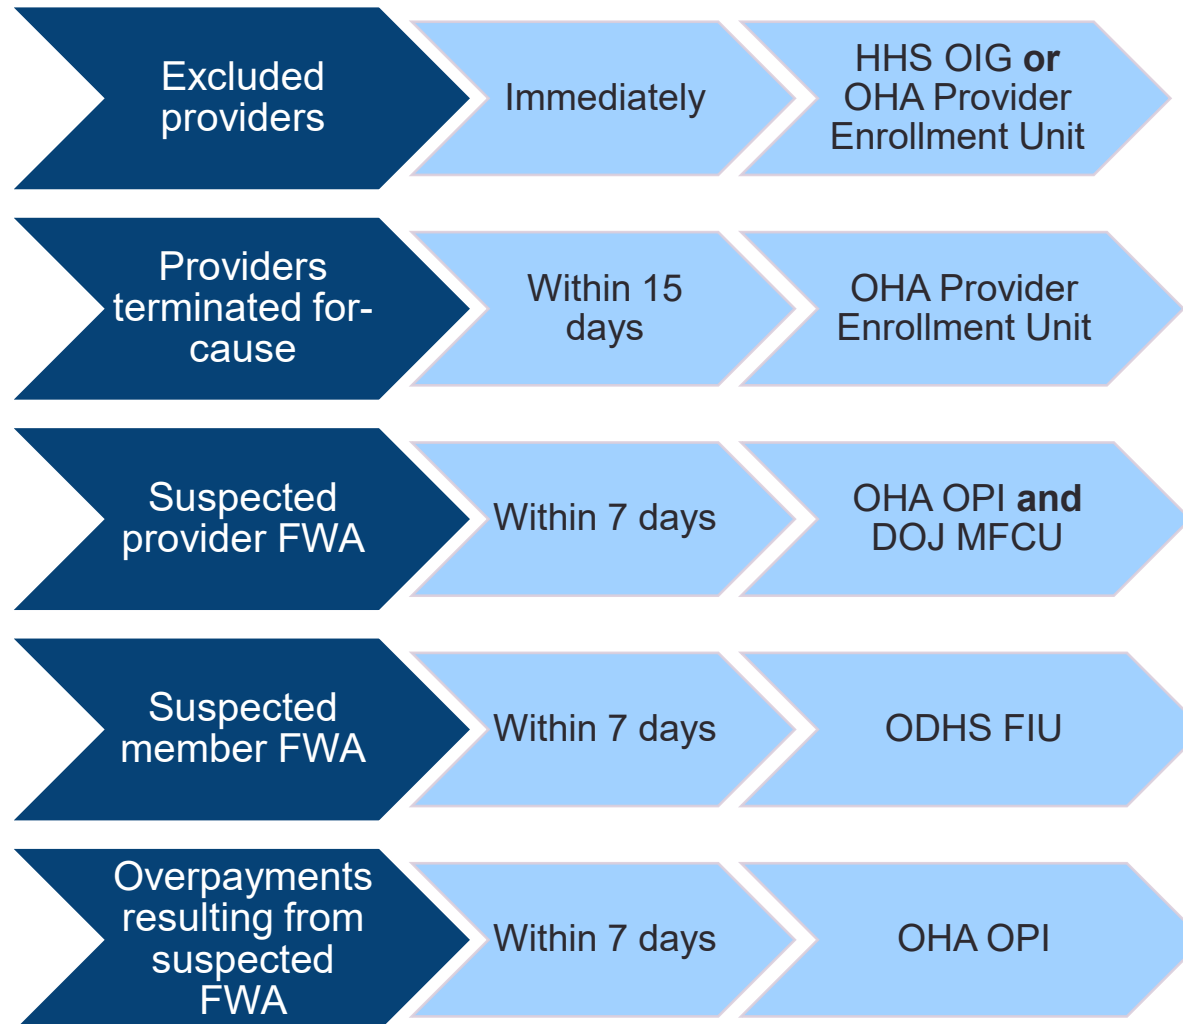 Excluded
providers
Immediately
HHS OIG or
OHA Provider
Enrollment Unit
Providers
terminated for-
cause
Within 15
days
OHA Provider
Enrollment Unit
Suspected
provider FWA
Within 7 days
OHA OPI and
DOJ MFCU
Suspected
member FWA
Within 7 days
ODHS FIU
Overpayments
resulting from
suspected
FWA
Within 7 days
OHA OPI